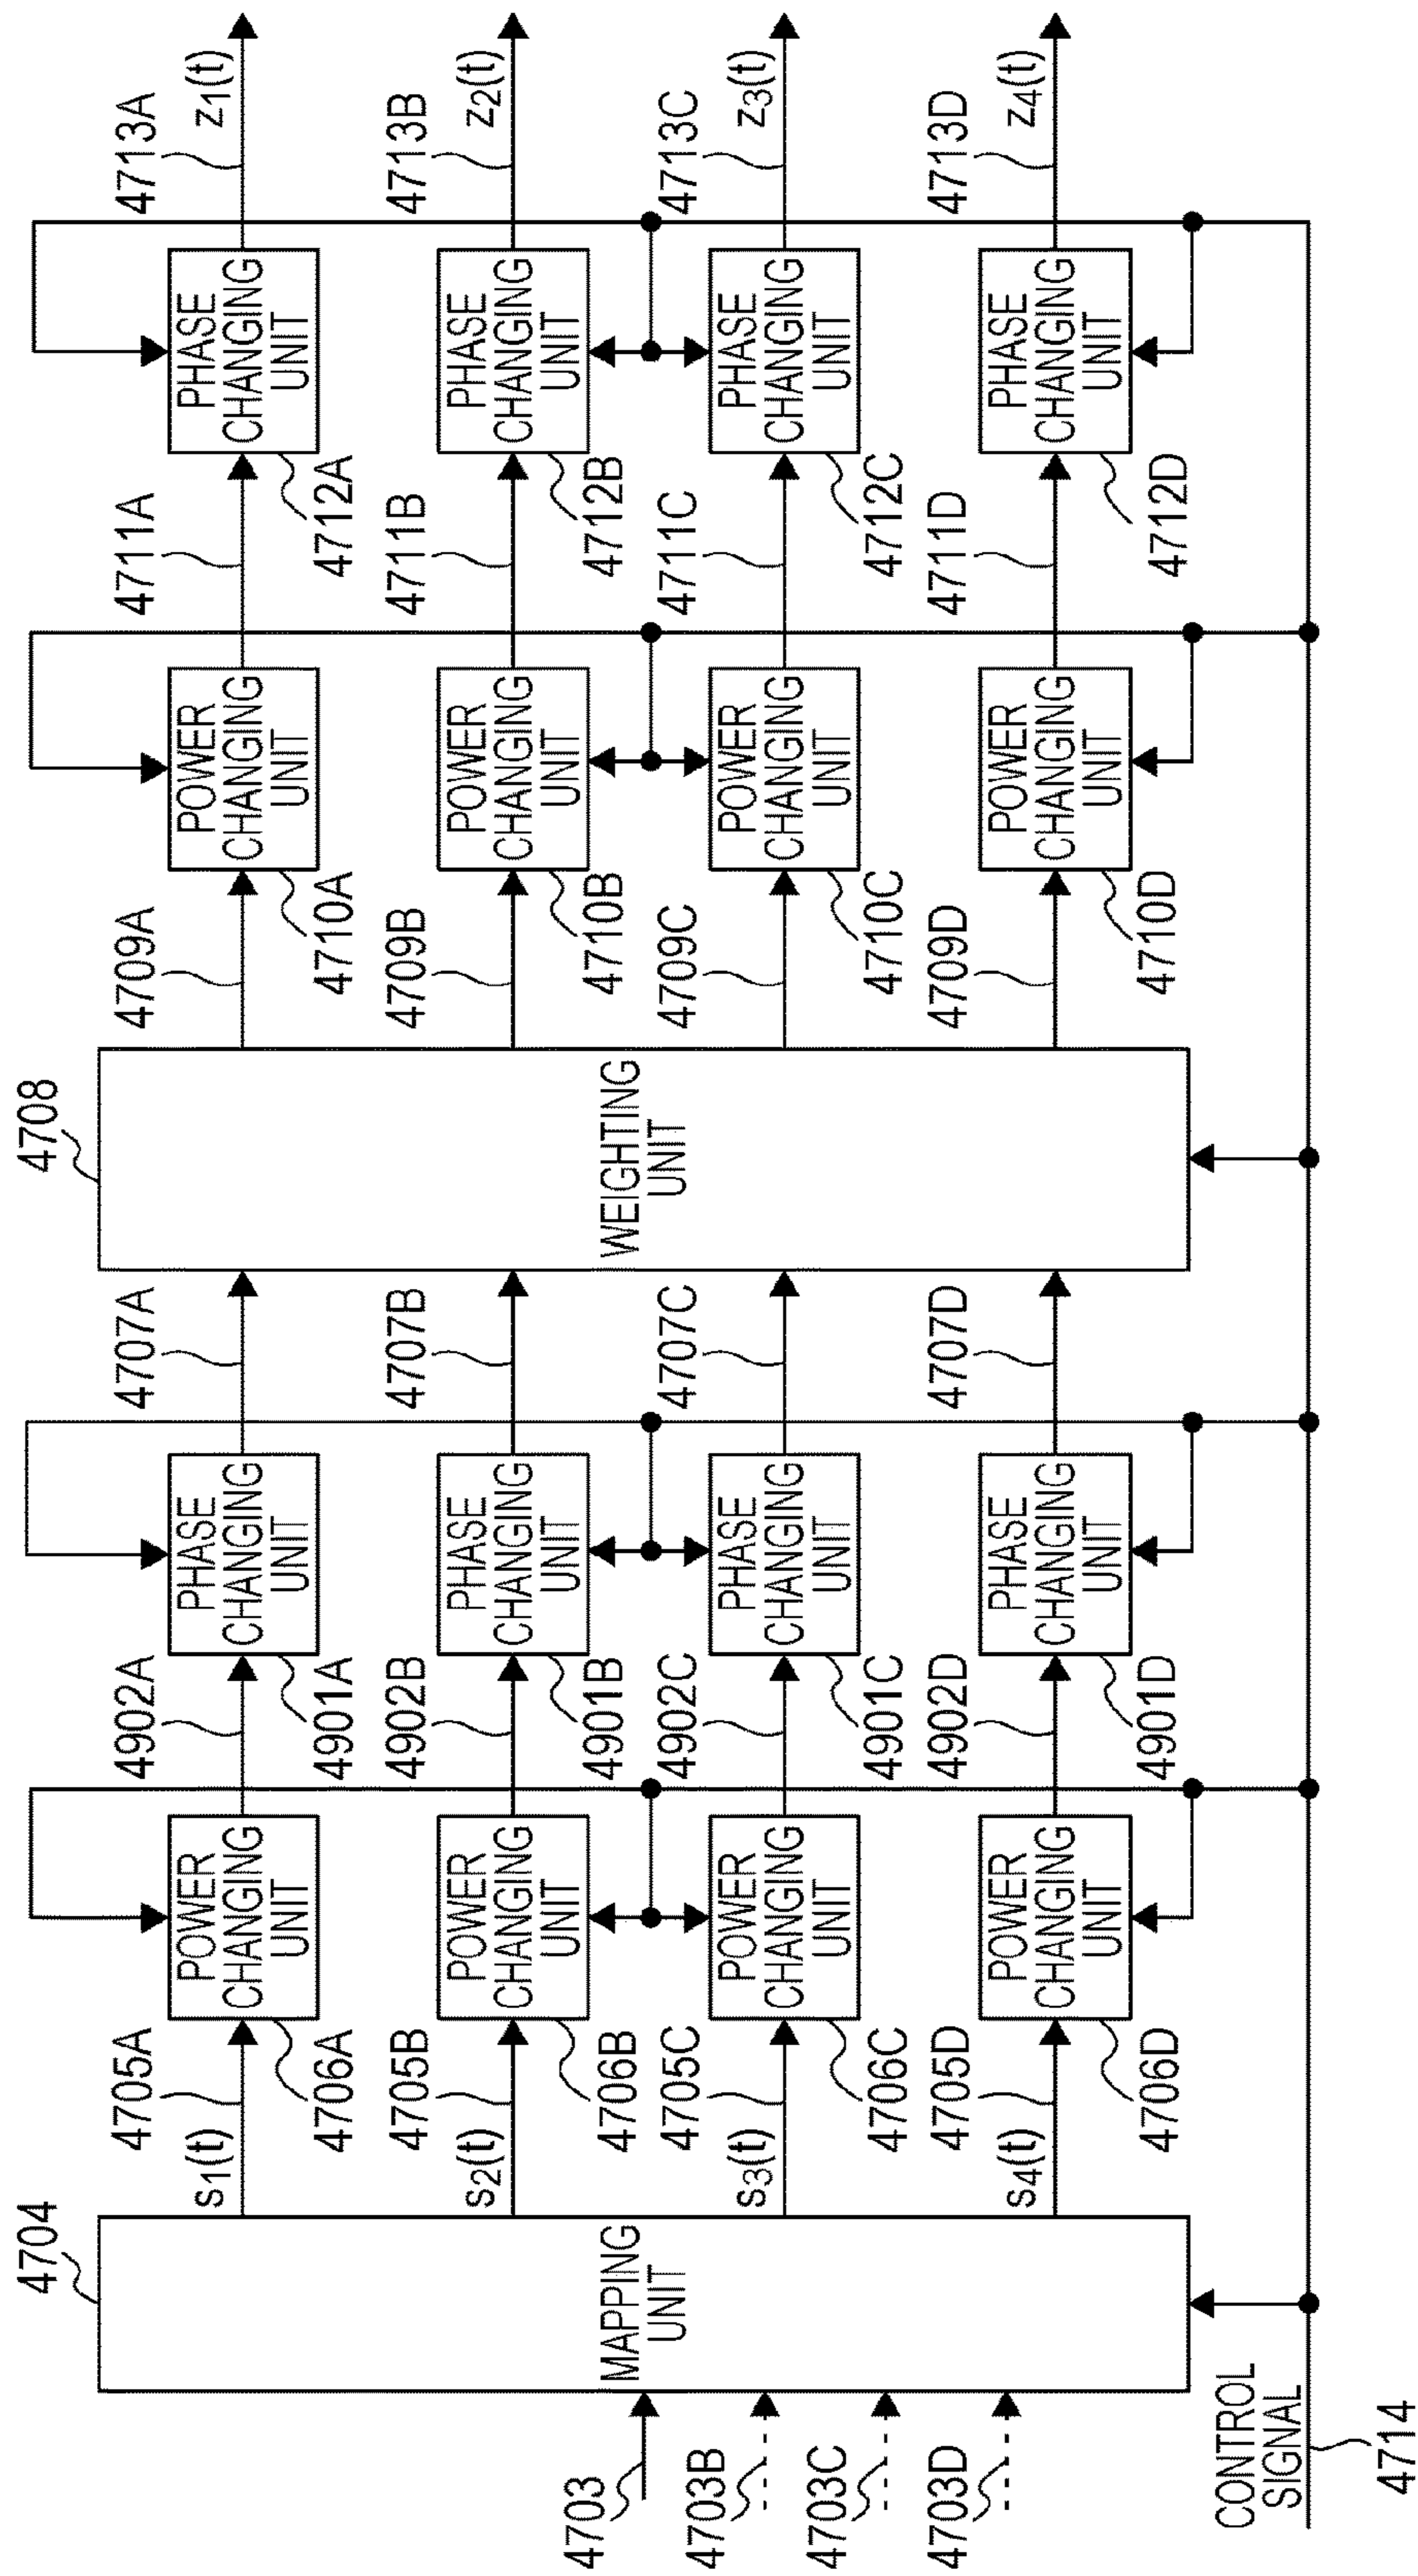 4703
4703B
4703C
4703D
CONTROL
SIGNAL
4714
4704
MAPPING
UNIT
s1(t)
4705A
s2(t)
4705B
s3(t)
4705C
s4(t)
4705D
POWER
CHANGING
UNIT
4706A
POWER
CHANGING
UNIT
4706B
POWER
CHANGING
UNIT
4706C
POWER
CHANGING
UNIT
4706D
4902A
4902B
4902C
4902D
PHASE
CHANGING
UNIT
4901A
PHASE
CHANGING
UNIT
4901B
PHASE
CHANGING
UNIT
4901C
PHASE
CHANGING
UNIT
4901D
4707A
4707B
4707C
4707D
4708
WEIGHTING
UNIT
4709A
4709B
4709C
4709D
POWER
CHANGING
UNIT
4710A
POWER
CHANGING
UNIT
4710B
POWER
CHANGING
UNIT
4710C
POWER
CHANGING
UNIT
4710D
4711A
4711B
4711C
4711D
PHASE
CHANGING
UNIT
4712A
PHASE
CHANGING
UNIT
4712B
PHASE
CHANGING
UNIT
4712C
PHASE
CHANGING
UNIT
4712D
4713A
z1(t)
4713B
z2(t)
4713C
z3(t)
4713D
z4(t)